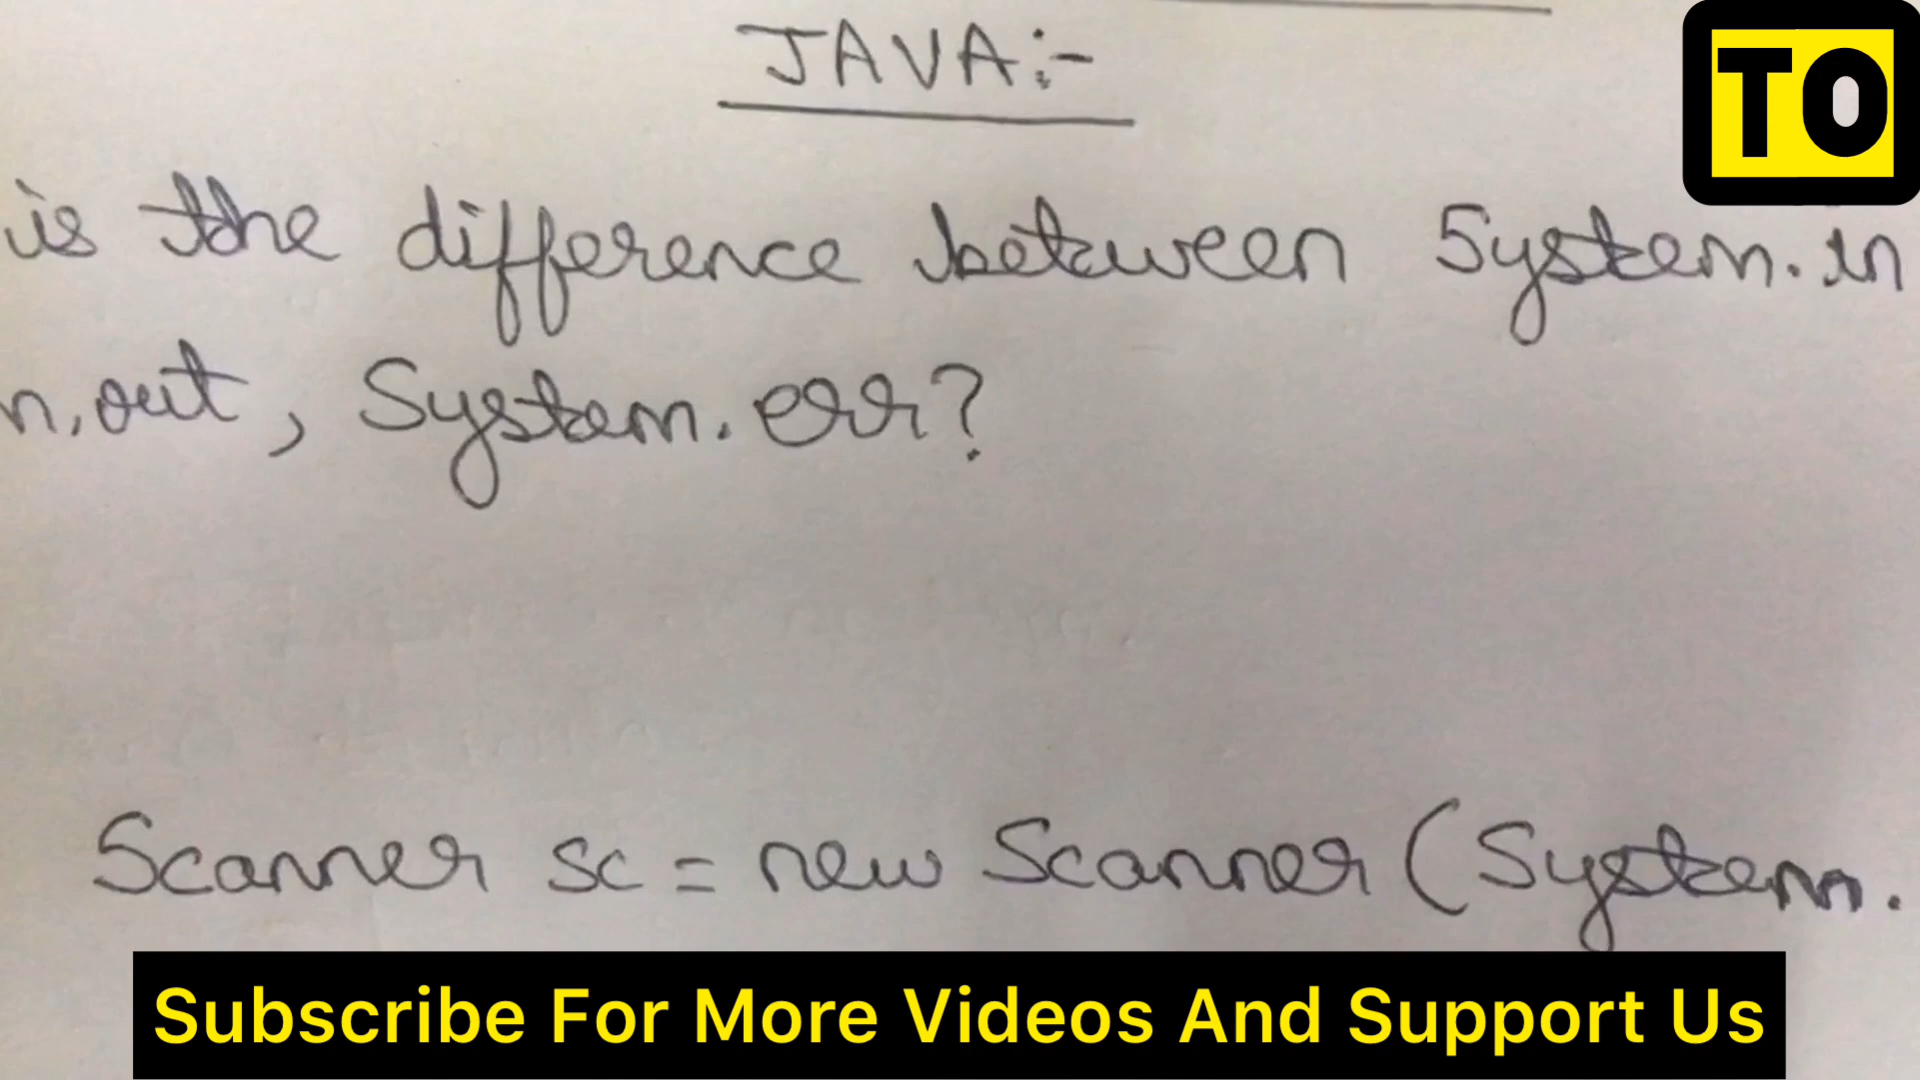 JAVA:-
TO
is the difference between System.in
n.out, System.err?
Scanner sc = new Scanner (System.
Subscribe For More Videos And Support Us